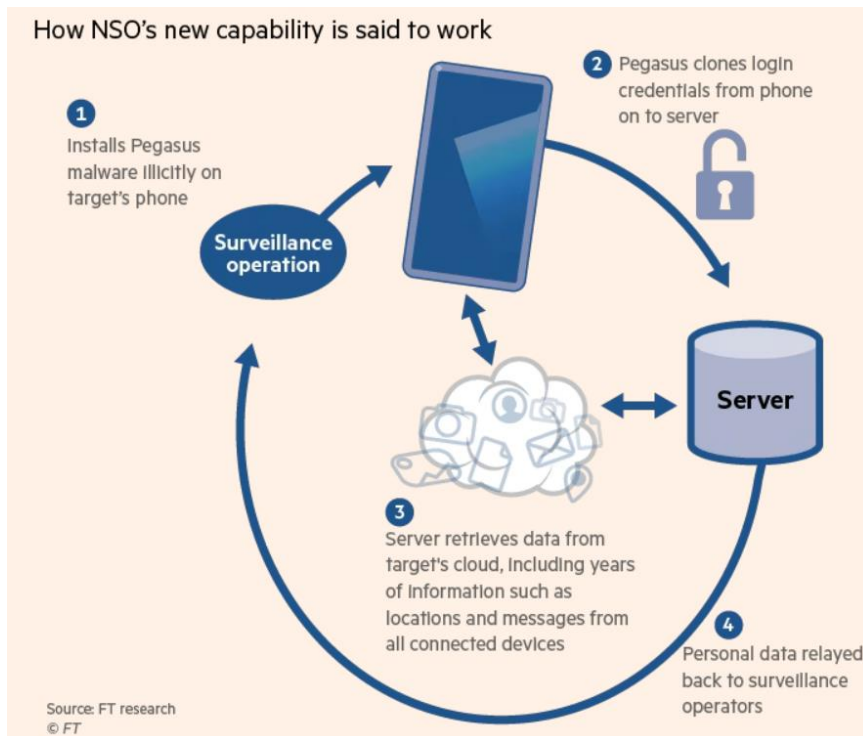 How NSO's new capability is said to work
1
Installs Pegasus
malware illicitly on
target's phone
2
Pegasus clones login
credentials from phone
on to server
Surveillance
operation
Server
3
Server retrieves data from
target's cloud, including years
of information such as
locations and messages from
all connected devices
4
Personal data relayed
back to surveillance
operators
Source: FT research
© FT